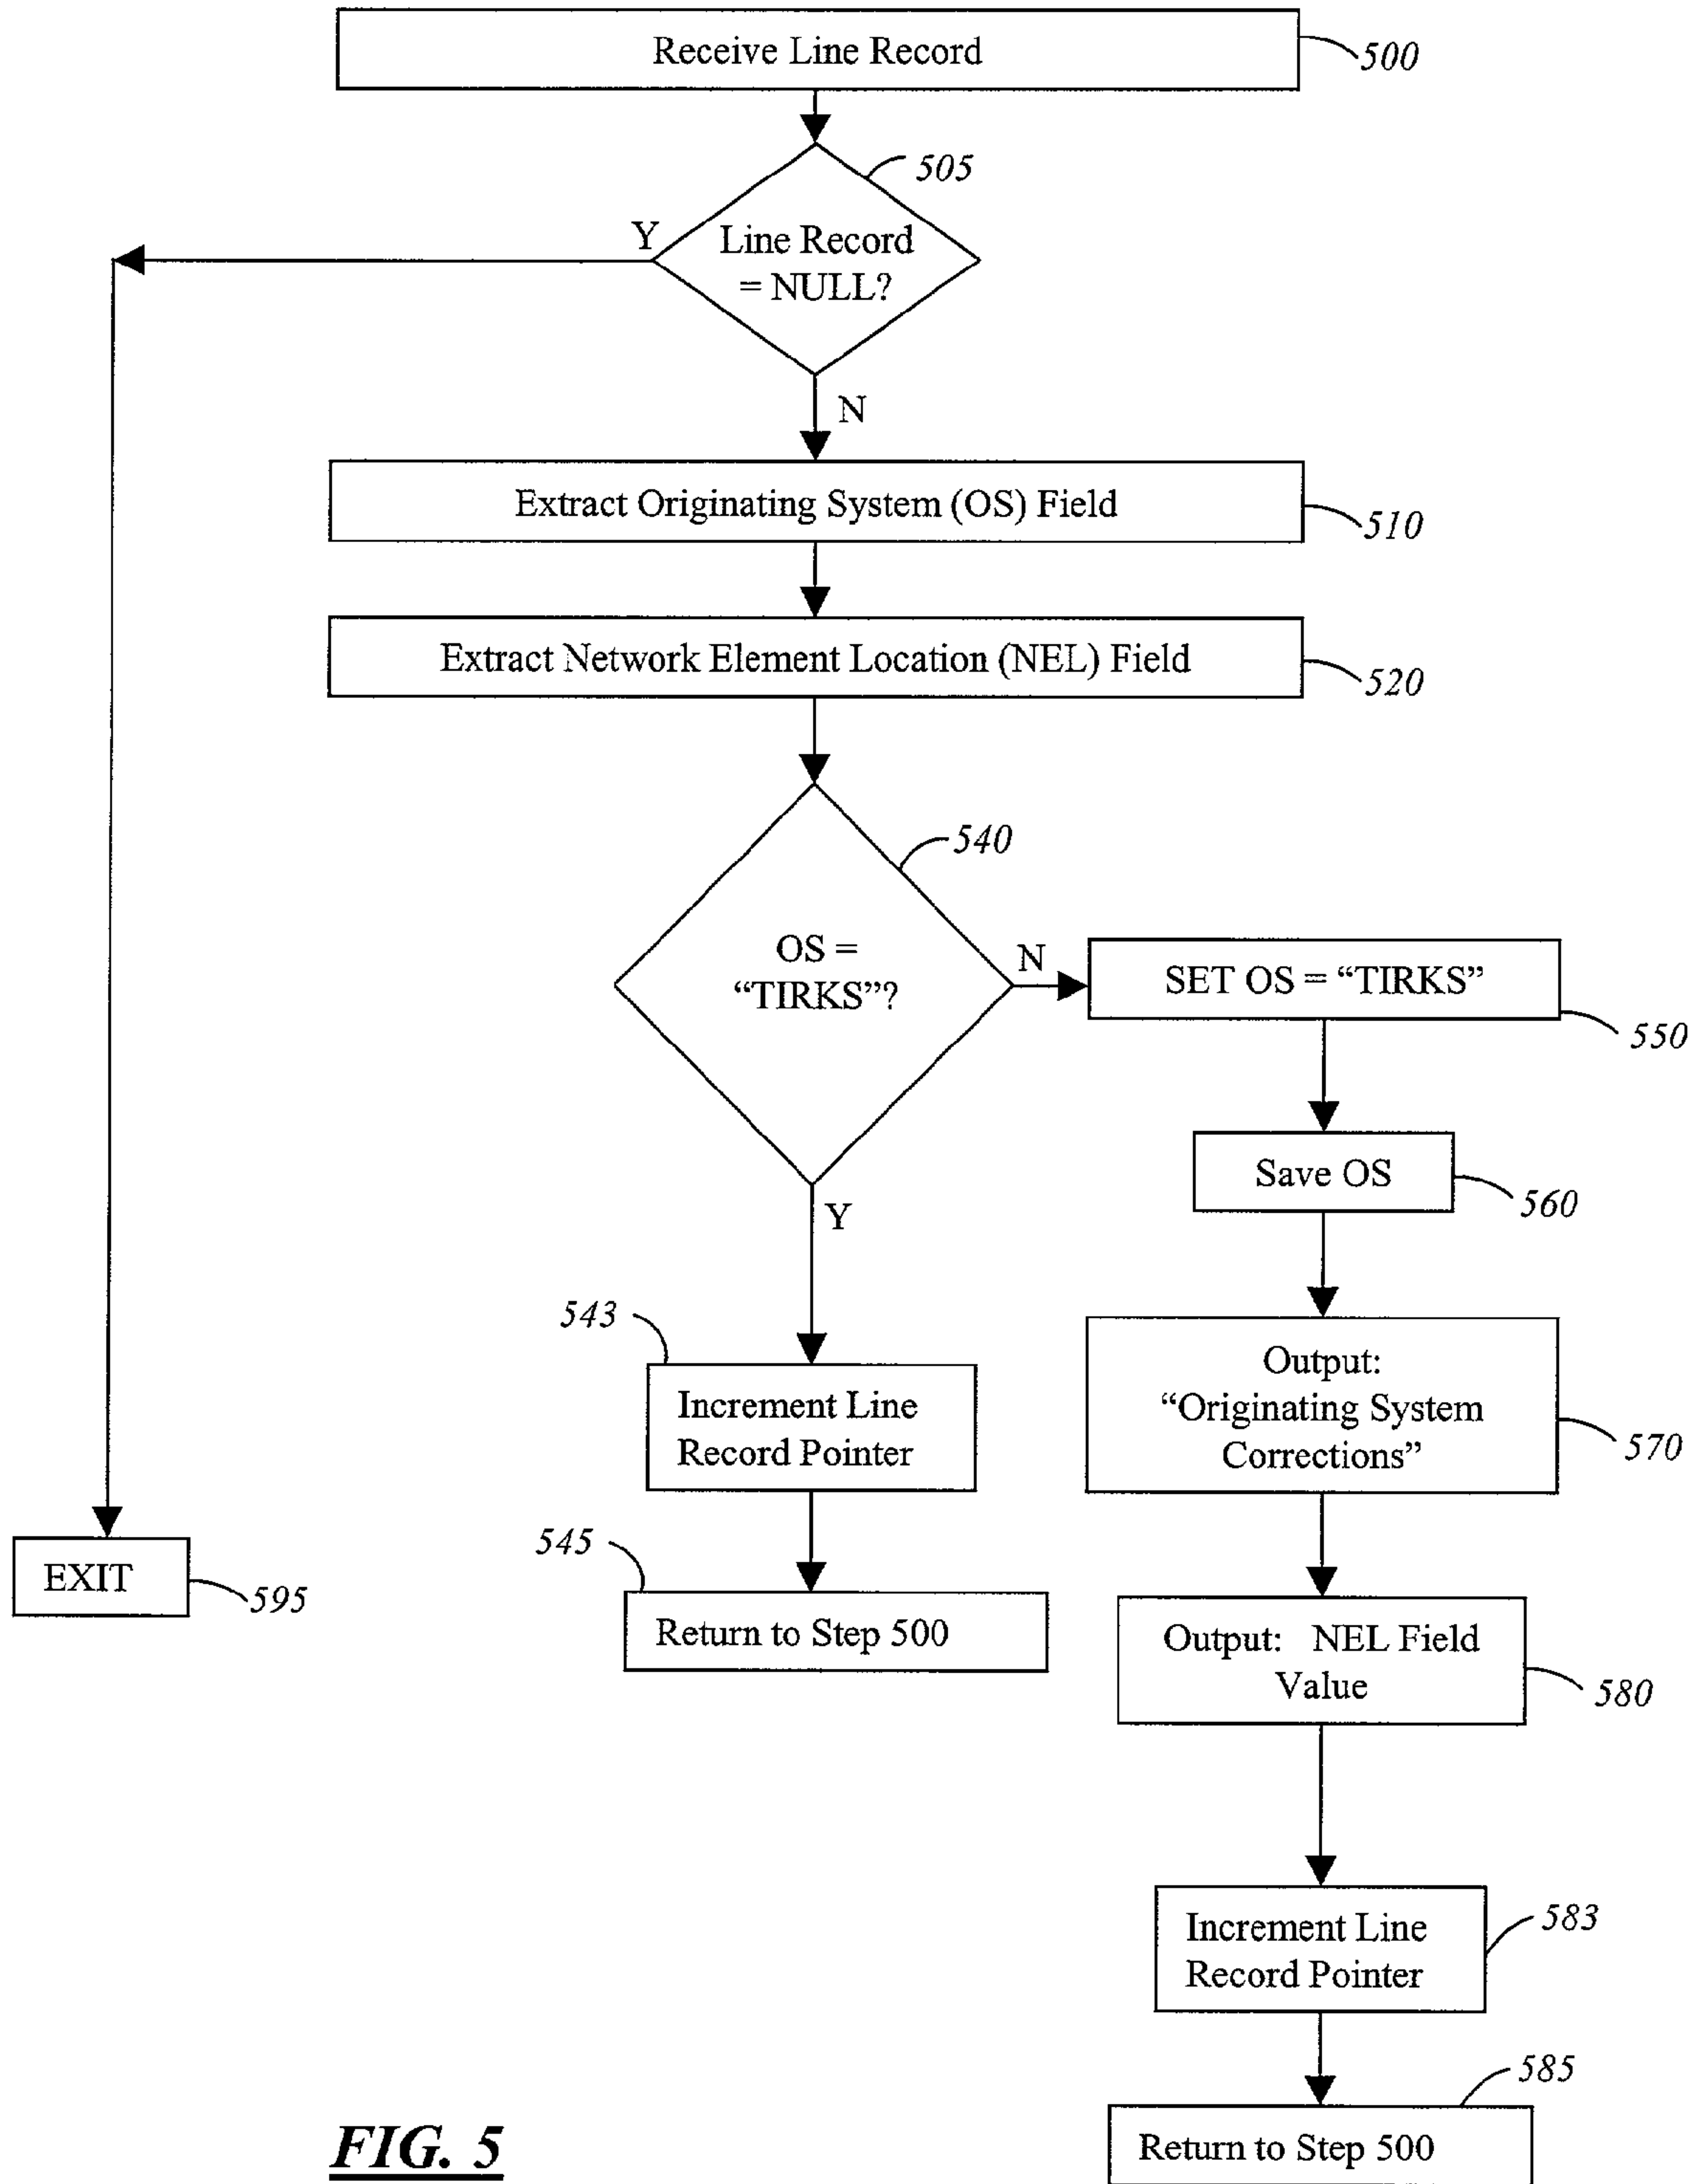 Receive Line Record
500
505
Y
Line Record
= NULL?
N
Extract Originating System (OS) Field
510
Extract Network Element Location (NEL) Field
520
540
OS =
“TIRKS”?
N
SET OS = “TIRKS”
550
Save OS
560
Y
543
Increment Line
Record Pointer
Output:
“Originating System
Corrections”
570
545
Return to Step 500
EXIT
595
Output: NEL Field
Value
580
Increment Line
Record Pointer
583
585
Return to Step 500
FIG. 5